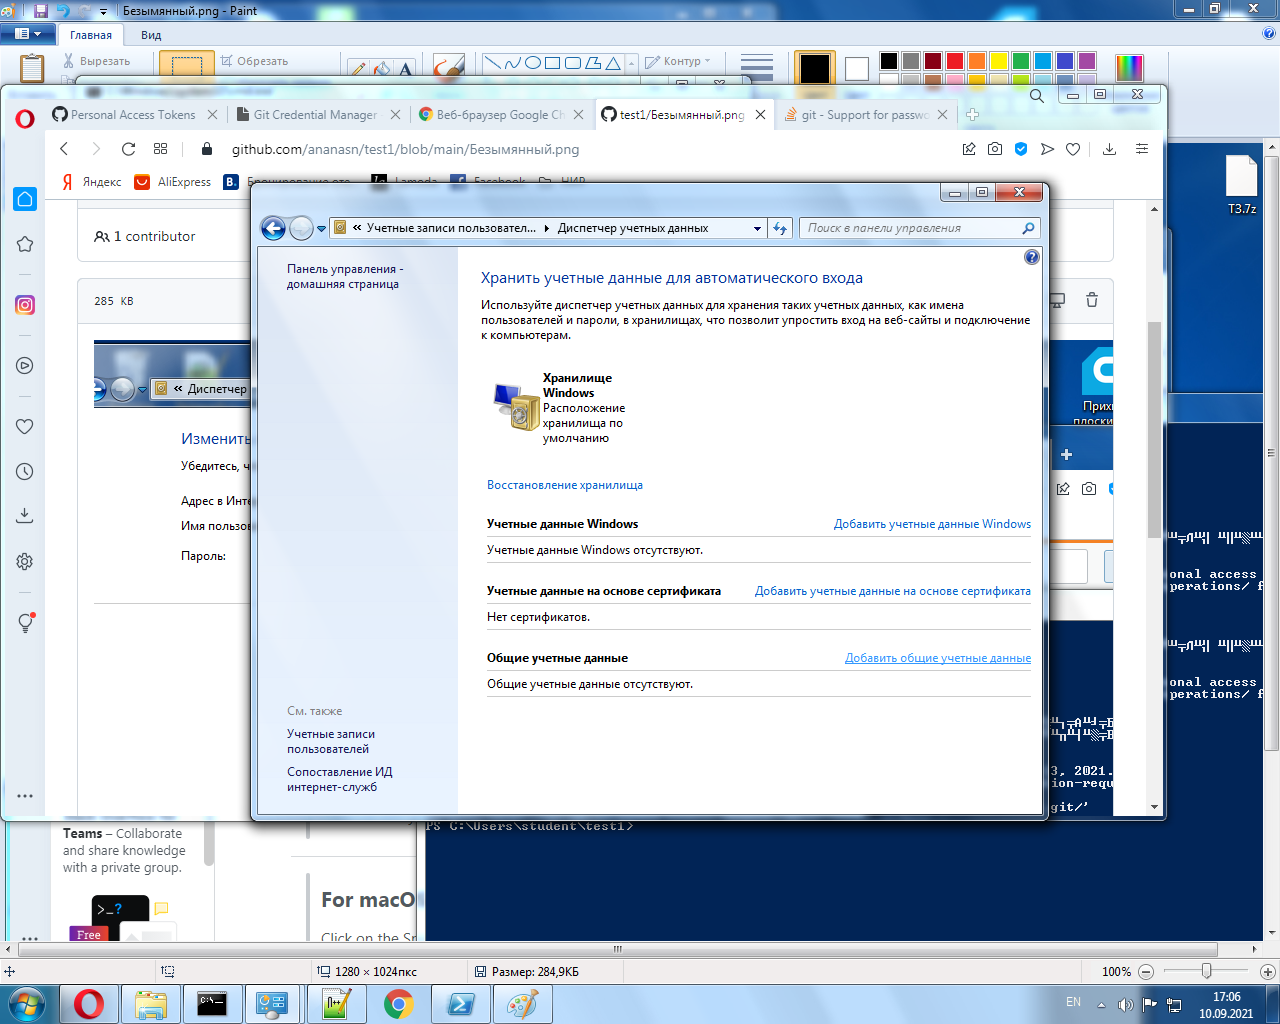 Безымянный.png - Paint
Главная
Вид
Вырезать
Обрезать
Контур
Personal Access Tokens
Git Credential Manager
Веб-браузер Google Ch
test1/Безымянный.png
git - Support for passwo
github.com/ananasn/test1/blob/main/Безымянный.png
Яндекс
AliExpress
Facebook
T3.7z
1 contributor
285 KB
Диспетчер
Изменить
Убедитесь, ч
Адрес в Инте
Имя пользов
Пароль:
Учетные записи пользовател...
Диспетчер учетных данных
Поиск в панели управления
Панель управления -
домашняя страница
Хранить учетные данные для автоматического входа
Используйте диспетчер учетных данных для хранения таких учетных данных, как имена
пользователей и пароли, в хранилищах, что позволит упростить вход на веб-сайты и подключение
к компьютерам.
Хранилище
Windows
Расположение
хранилища по
умолчанию
Восстановление хранилища
Учетные данные Windows
Добавить учетные данные Windows
Учетные данные Windows отсутствуют.
Учетные данные на основе сертификата
Добавить учетные данные на основе сертификата
Нет сертификатов.
Общие учетные данные
Добавить общие учетные данные
Общие учетные данные отсутствуют.
См. также
Учетные записи
пользователей
Сопоставление ИД
интернет-служб
Прих
плоски
onal access
perations/ f
onal access
perations/ f
3, 2021.
ion-requ
git/'
PS C:\Users\student\test1>
Teams – Collaborate
and share knowledge
with a private group.
Free
For macO
Click on the Sp
1280 × 1024пкс
Размер: 284,9КБ
100%
EN
17:06
10.09.2021